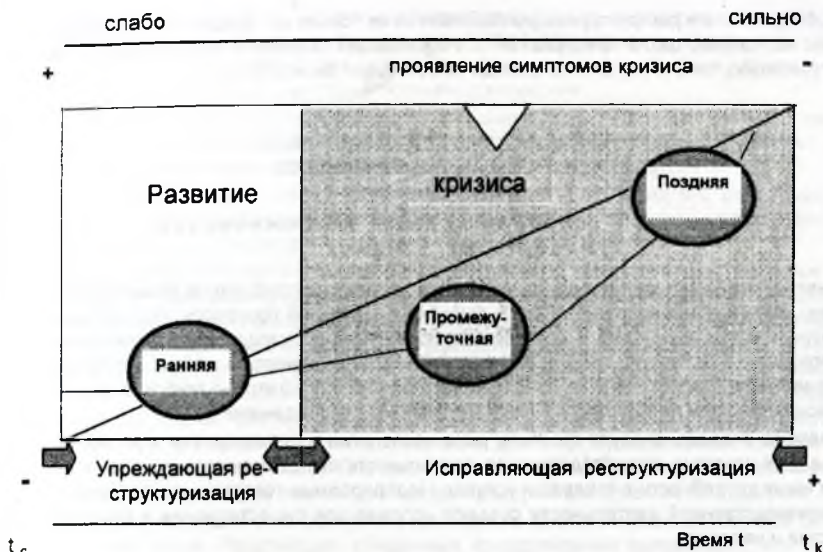 слабо сильно
+ -
проявление симптомов кризиса
Развитие кризиса
Поздняя
Промежу-
точная
Ранняя
- +
Упреждающая ре-
структуризация
Исправляющая реструктуризация
Время t
t t k